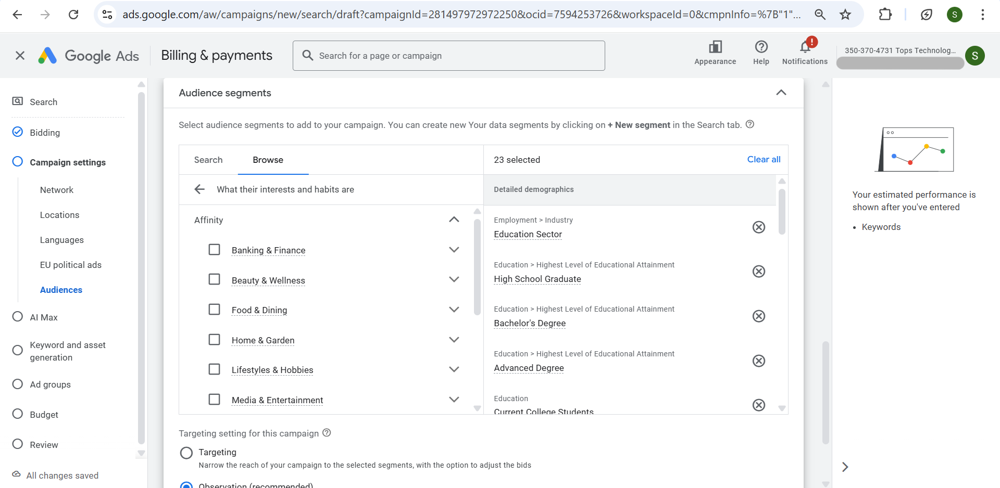 ads.google.com/aw/campaigns/new/search/draft?campaignId=281497972972250&ocid=7594253726&workspaceId=0&cmpnInfo=%7B"1"...
S
Google Ads
Billing & payments
Search for a page or campaign
Appearance
Help
!
Notifications
350-370-4731 Tops Technolog...
S
Search
Bidding
Campaign settings
Network
Locations
Languages
EU political ads
Audiences
AI Max
Keyword and asset
generation
Ad groups
Budget
Review
All changes saved
Audience segments
Select audience segments to add to your campaign. You can create new Your data segments by clicking on + New segment in the Search tab.
Search
Browse
What their interests and habits are
Affinity
Banking & Finance
Beauty & Wellness
Food & Dining
Home & Garden
Lifestyles & Hobbies
Media & Entertainment
23 selected
Clear all
Detailed demographics
Employment > Industry
Education Sector
Education > Highest Level of Educational Attainment
High School Graduate
Education > Highest Level of Educational Attainment
Bachelor's Degree
Education > Highest Level of Educational Attainment
Advanced Degree
Education
Current College Students
Targeting setting for this campaign
Targeting
Narrow the reach of your campaign to the selected segments, with the option to adjust the bids
Observation (recommended)
Your estimated performance is
shown after you've entered
• Keywords